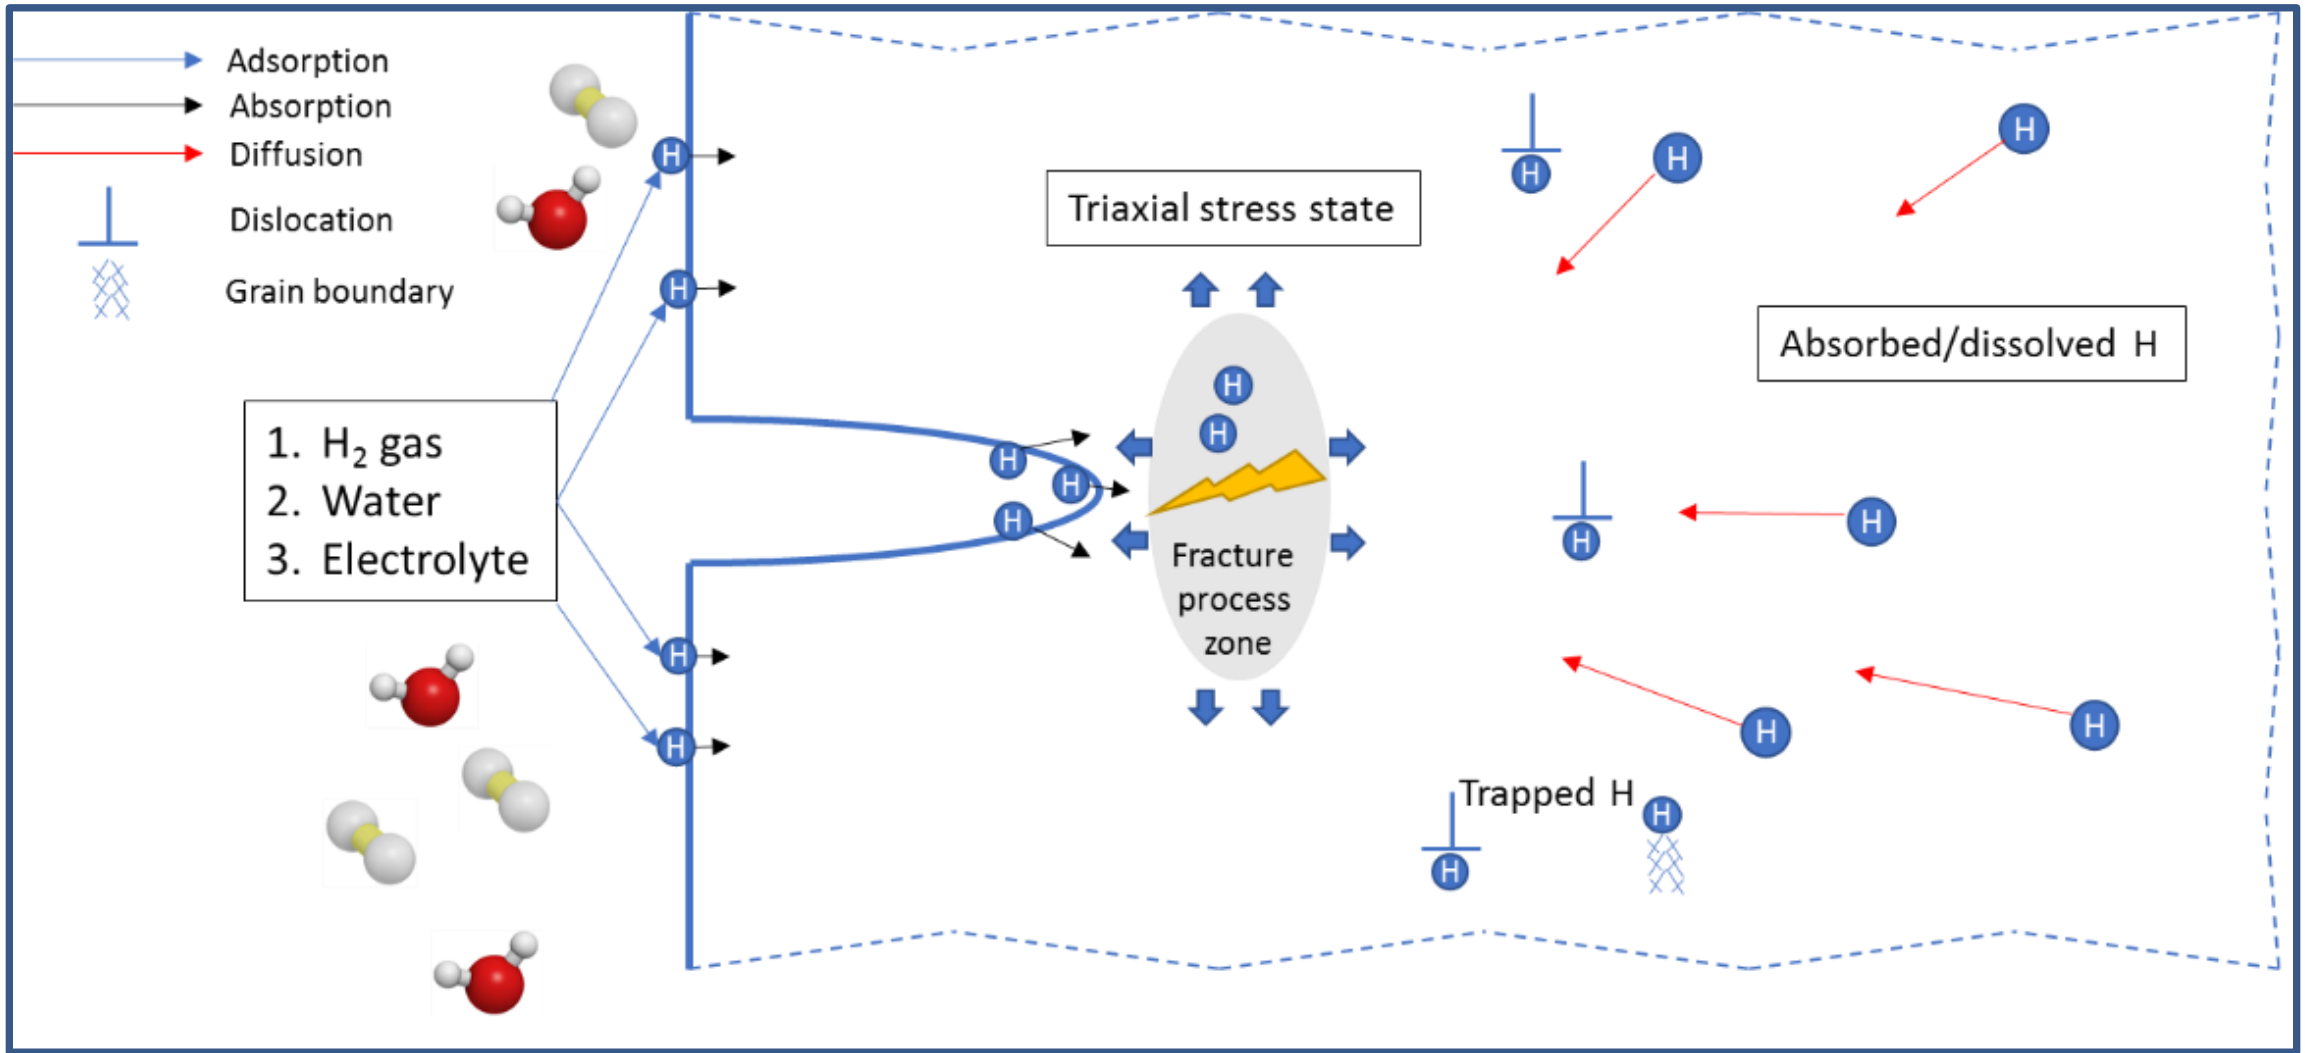 Adsorption
Absorption
Diffusion
Dislocation
Grain boundary
1. H₂ gas
2. Water
3. Electrolyte
H
H
H
H
H
H
H
Triaxial stress state
H
H
Fracture
process
zone
H
H
H
Absorbed/dissolved H
H
H
H
H
Trapped H
H
H